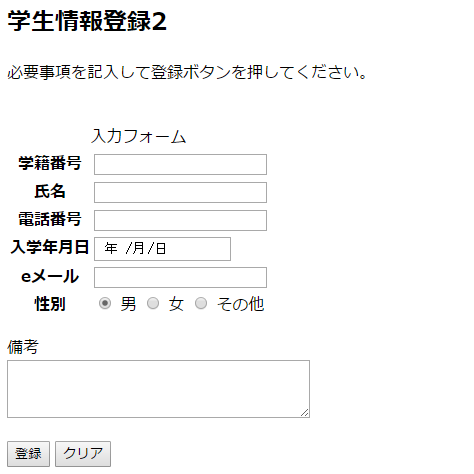 学生情報登録2
必要事項を記入して登録ボタンを押してください。
入力フォーム
学籍番号
氏名
電話番号
入学年月日 年 /月/日
eメール
性別 男 女 その他
備考
登録 クリア